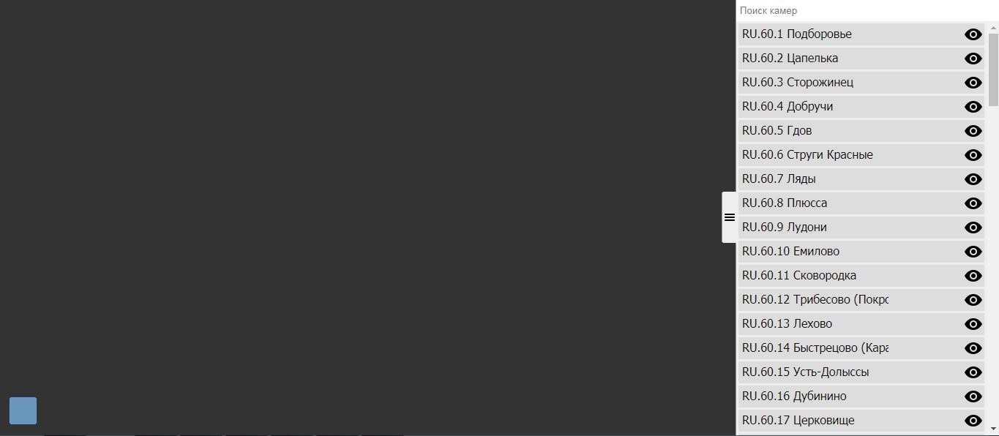 Поиск камер
RU.60.1 Подборовье
RU.60.2 Цапелька
RU.60.3 Сторожинец
RU.60.4 Добручи
RU.60.5 Гдов
RU.60.6 Струги Красные
RU.60.7 Ляды
RU.60.8 Плюсса
RU.60.9 Лудони
RU.60.10 Емилово
RU.60.11 Сковородка
RU.60.12 Трибесово (Покро
RU.60.13 Лехово
RU.60.14 Быстрецово (Кара
RU.60.15 Усть-Долыссы
RU.60.16 Дубинино
RU.60.17 Церковище